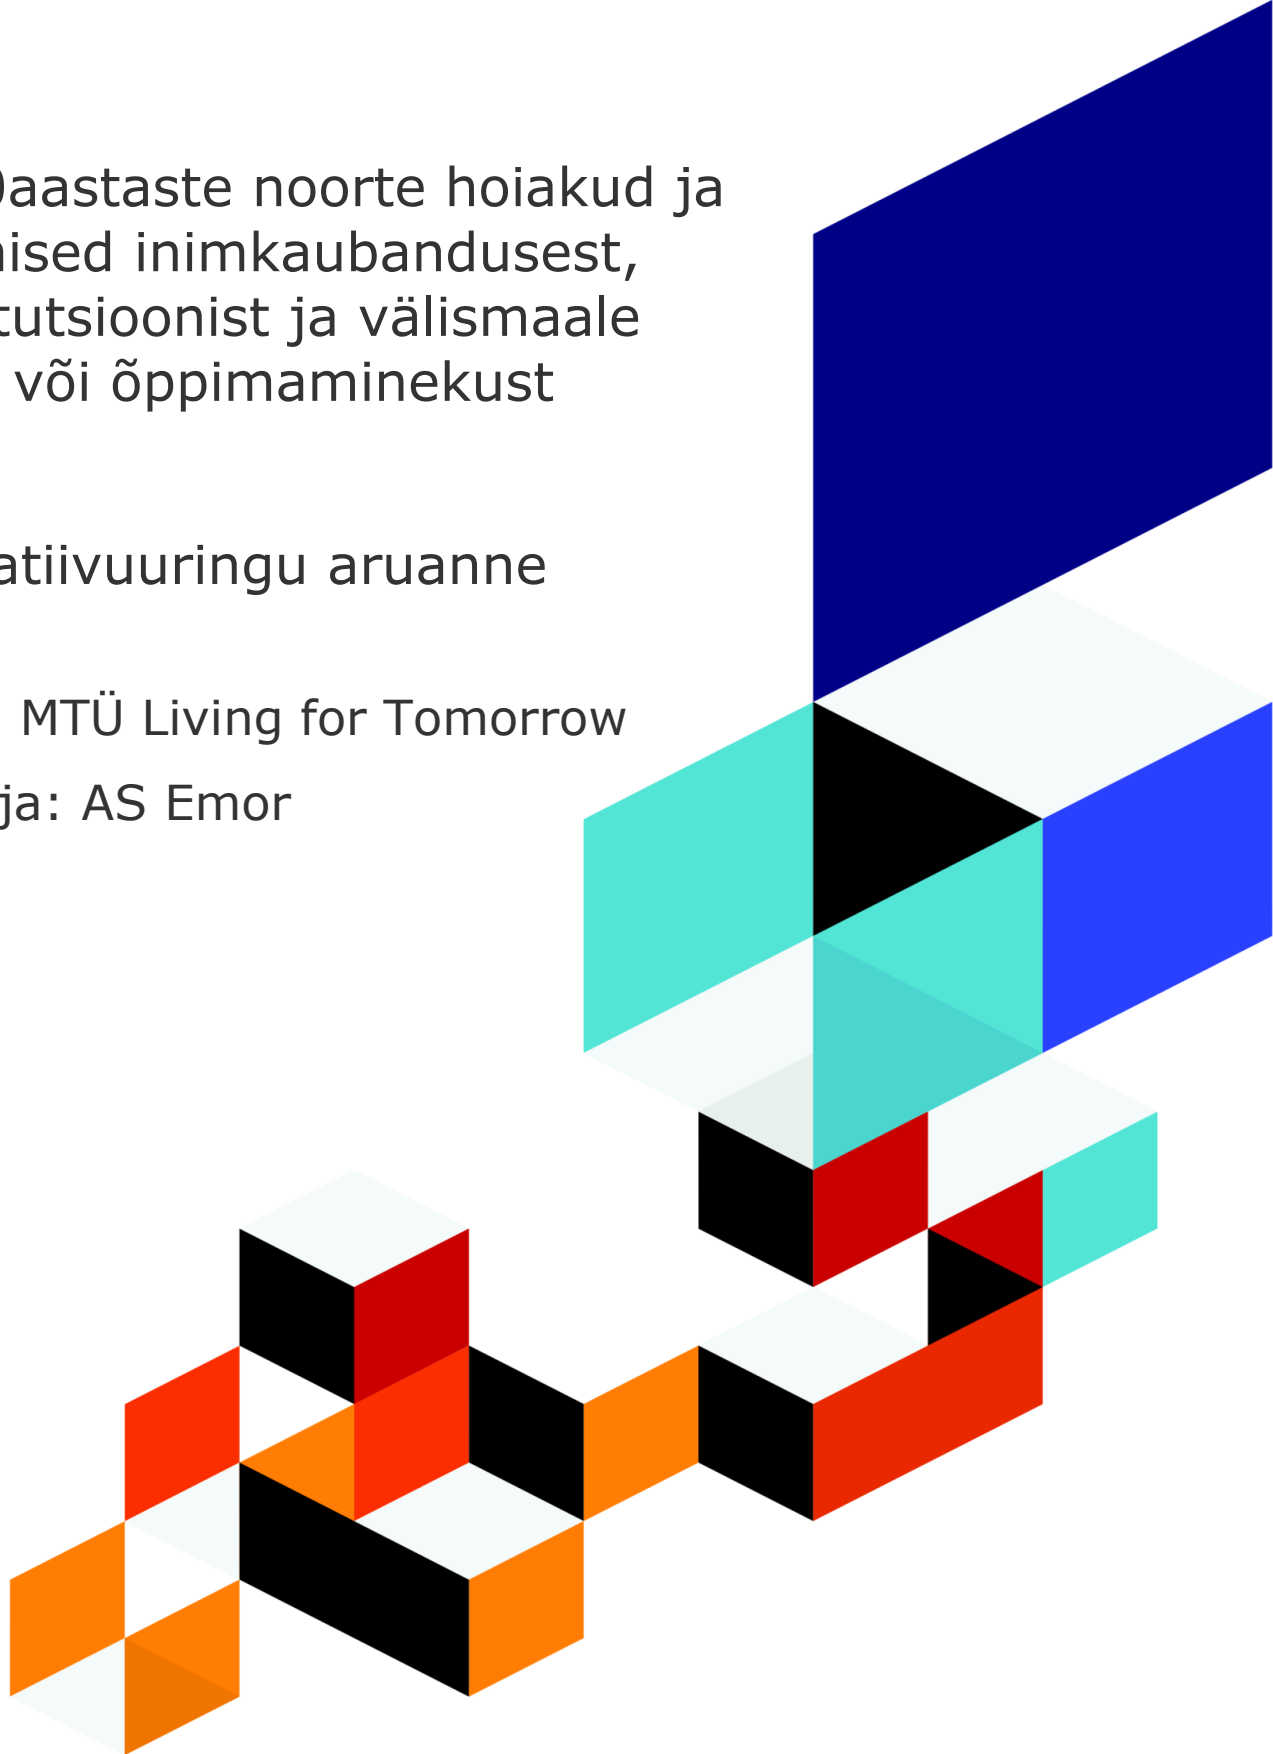 0aastaste noorte hoiakud ja
ised inimkaubandusest,
tutsioonist ja välismaale
või õppimaminekust
atiivuuringu aruanne
MTÜ Living for Tomorrow
ja: AS Emor